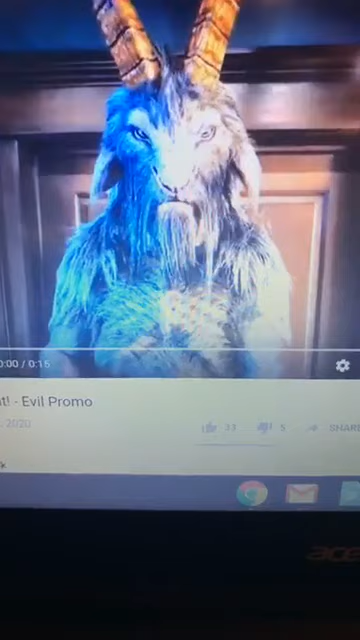 0:00 / 0:15
t! - Evil Promo
, 2020
33 5 SHARE
acer